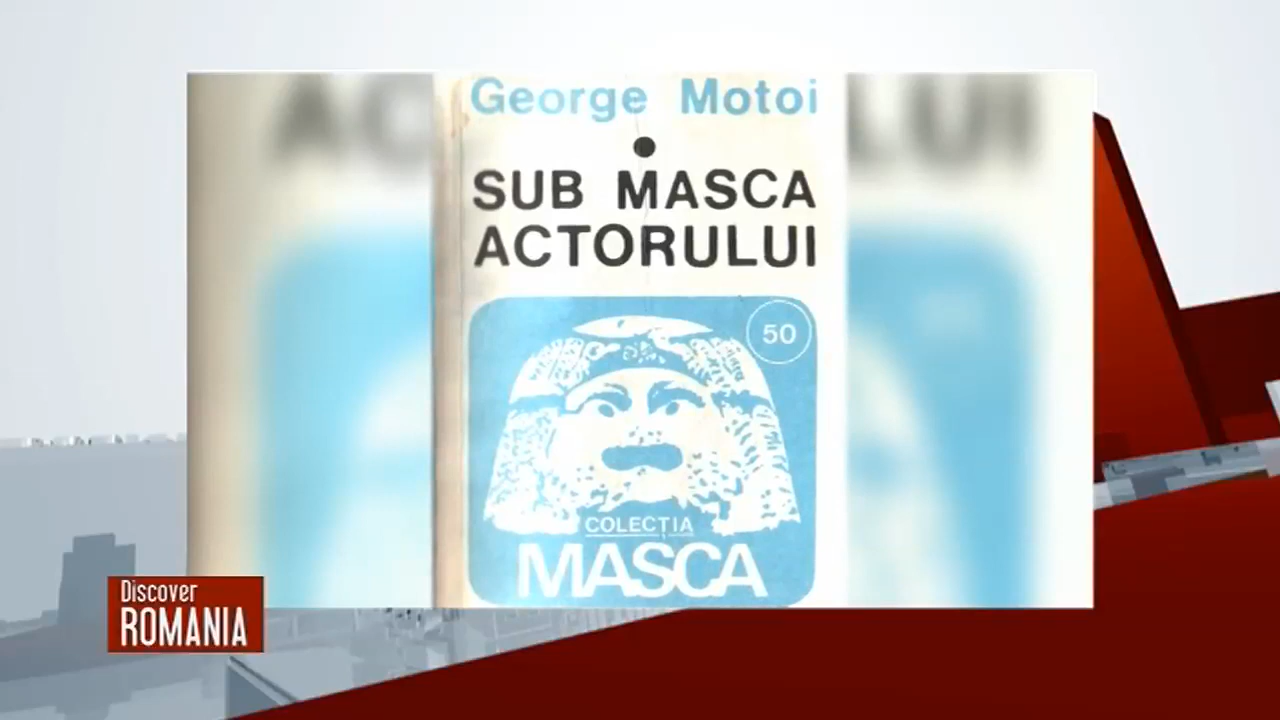 George Motoi
SUB MASCA
ACTORULUI
50
COLECȚIA
MASCA
Discover
ROMANIA